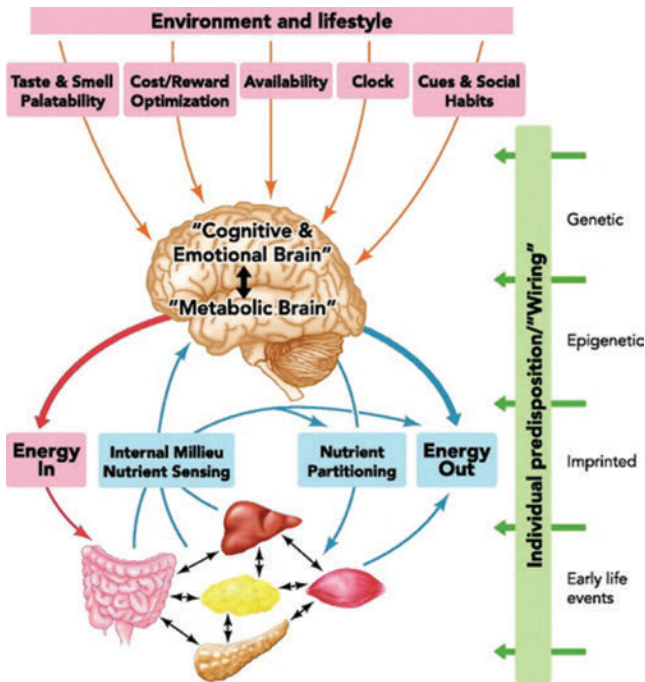 Environment and lifestyle
Taste & Smell
Palatability
Cost/Reward
Optimization
Availability
Clock
Cues & Social
Habits
"Cognitive &
Emotional Brain"
"Metabolic Brain"
Energy
In
Internal Millieu
Nutrient Sensing
Nutrient
Partitioning
Energy
Out
Individual predisposition/"Wiring"
Genetic
Epigenetic
Imprinted
Early life
events